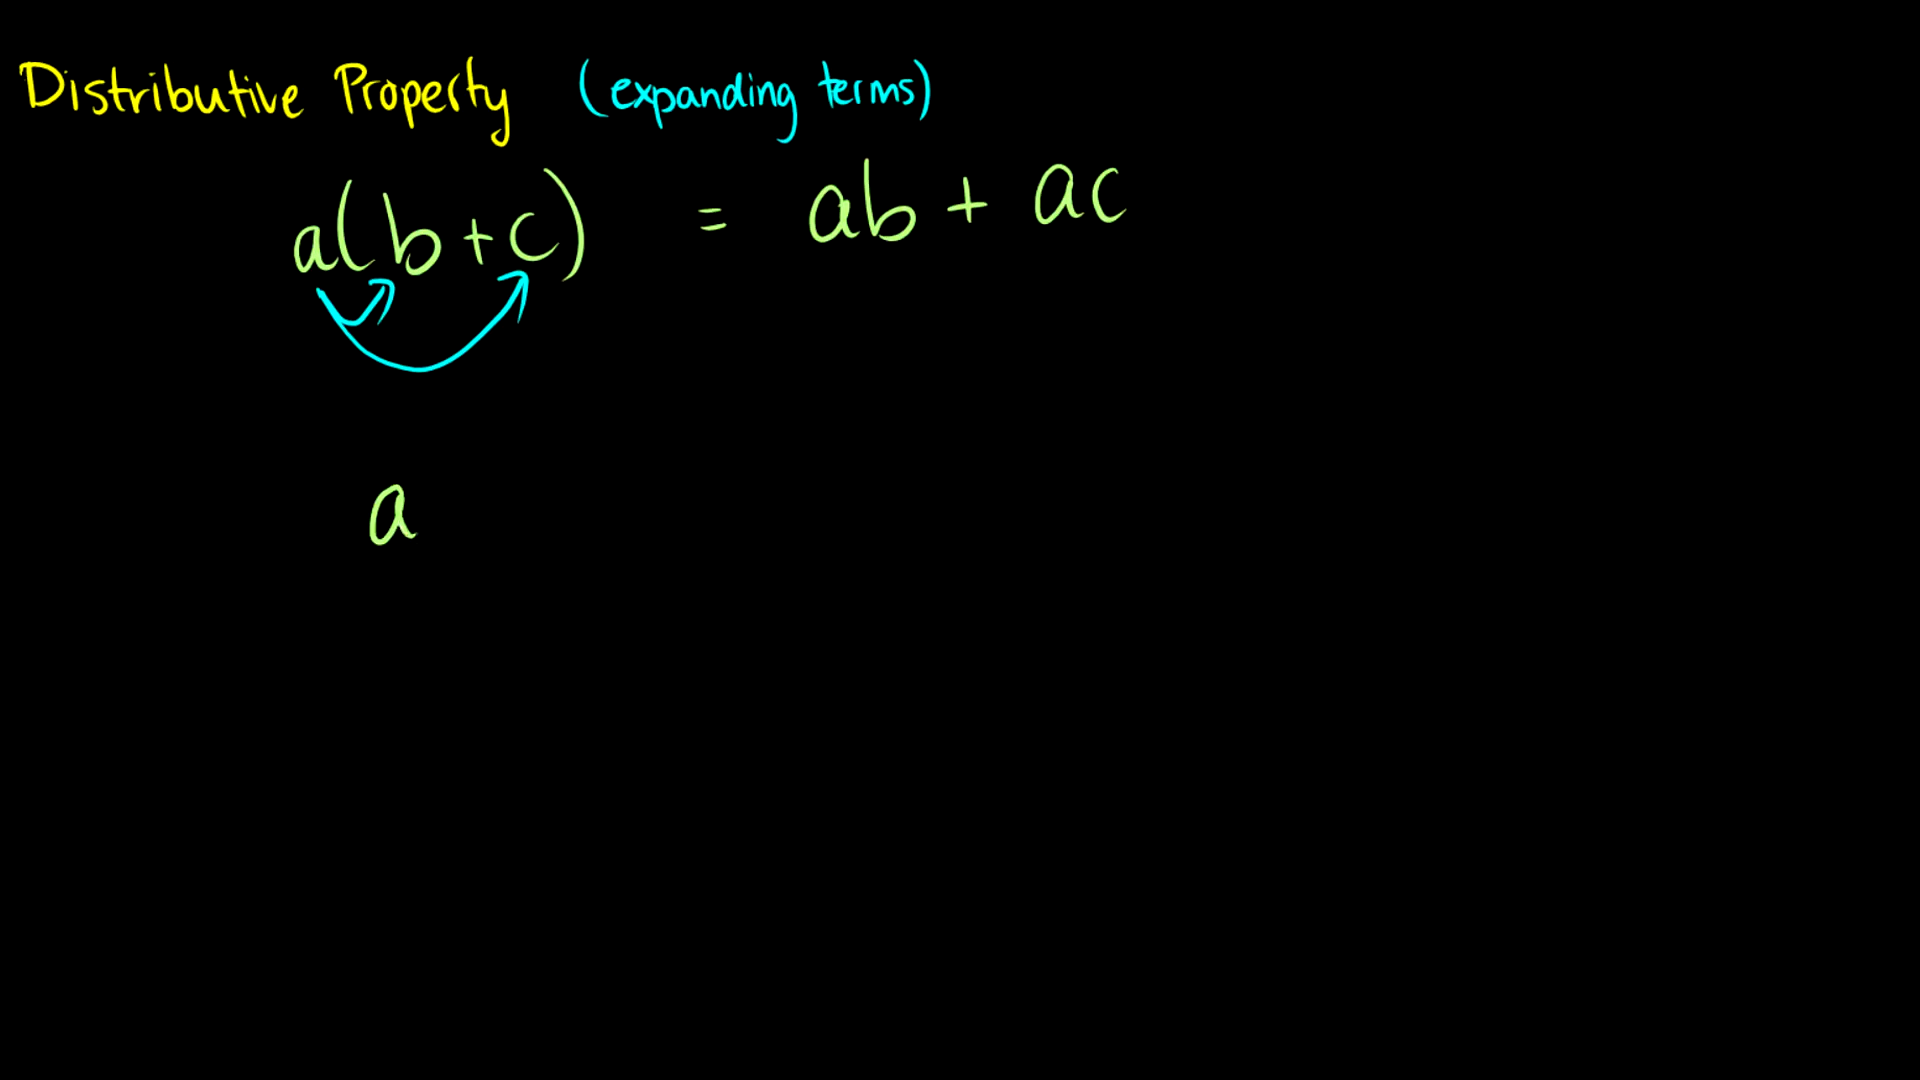 Distributive Property (expanding terms)
a(b+c) = ab + ac
a